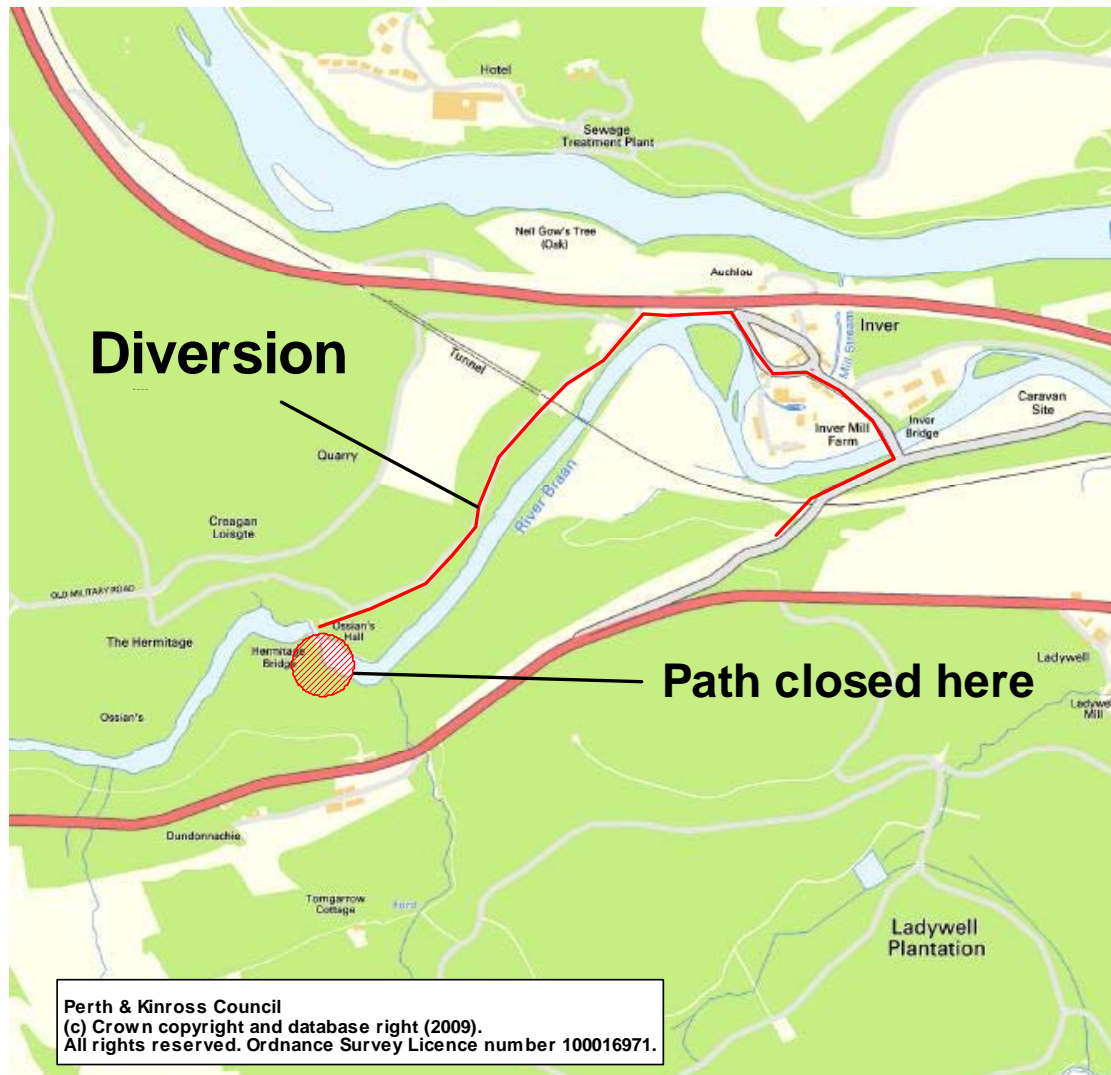 Hotel
Sewage
Treatment Plant
Neil Gow's Tree
(Oak)
Auchlou
Inver
Mill Stream
Diversion
Tunnel
Caravan
Site
Inver
Bridge
Inver Mill
Farm
Quarry
River Braan
Creagan
Loisgte
OLD MILITARY ROAD
The Hermitage
Ossian's
Hall
Hermitage
Bridge
Path closed here
Ladywell
Ladywell
Mill
Ossian's
Dundonnachie
Tomgarrow
Cottage
Ford
Ladywell
Plantation
Perth & Kinross Council
(c) Crown copyright and database right (2009).
All rights reserved. Ordnance Survey Licence number 100016971.